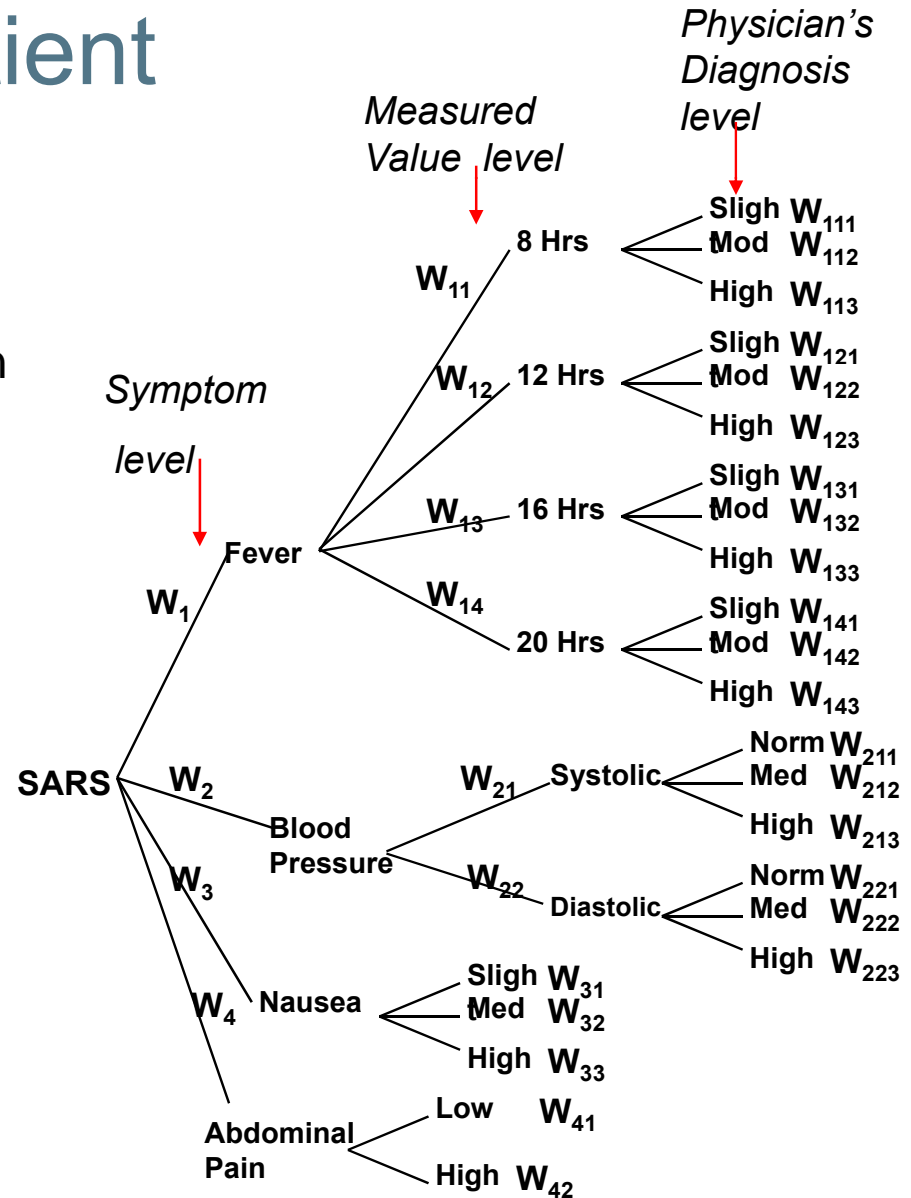 tient
Physician's
Diagnosis
level
Measured
Value level
n
Symptom
level
SARS
W1
Fever
W11
8 Hrs
Sligh W111
t
Mod W112
High W113
W12
12 Hrs
Sligh W121
t
Mod W122
High W123
W13
16 Hrs
Sligh W131
t
Mod W132
High W133
W14
20 Hrs
Sligh W141
t
Mod W142
High W143
W2
Blood
Pressure
W21
Systolic
Norm W211
Med W212
High W213
W22
Diastolic
Norm W221
Med W222
High W223
W3
Nausea
Sligh W31
t
Med W32
High W33
W4
Abdominal
Pain
Low W41
High W42